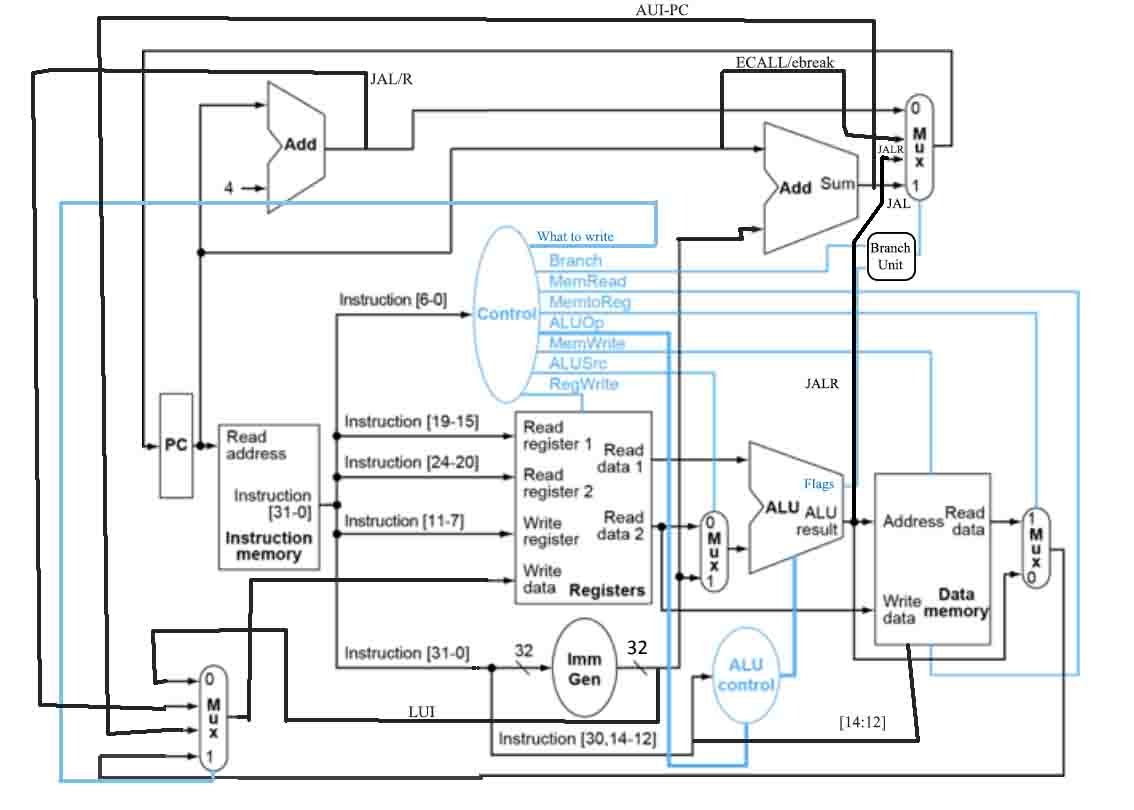 AUI-PC
JAL/R
ECALL/ebreak
0
Mux
JALR
1
Add
4
Add Sum
JAL
What to write
Branch
Unit
Branch
MemRead
MemtoReg
ALUOp
MemWrite
ALUSrc
RegWrite
Control
Instruction [6-0]
JALR
PC
Read
address
Instruction
[31-0]
Instruction
memory
Instruction [19-15]
Instruction [24-20]
Instruction [11-7]
Read
register 1
Read
data 1
Read
register 2
Read
data 2
Write
register
Write
data
Registers
0
Mux
1
Flags
ALU ALU
result
Address
Read
data
Write
data
Data
memory
1
Mux
0
Instruction [31-0]
32
Imm
Gen
32
ALU
control
0
Mux
1
LUI
Instruction [30,14-12]
[14:12]